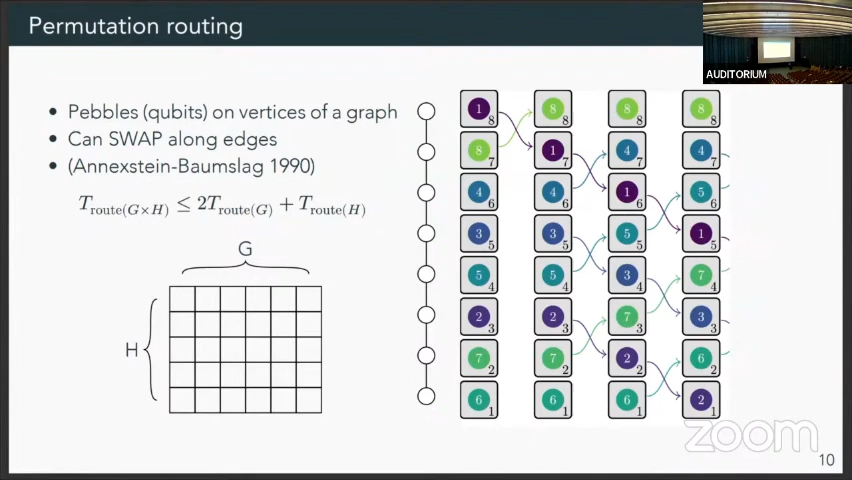 Permutation routing
AUDITORIUM
• Pebbles (qubits) on vertices of a graph
• Can SWAP along edges
• (Annexstein-Baumslag 1990)
T_route(G×H) ≤ 2T_route(G) + T_route(H)
G
H
1 8 8 8 8 8 8 8
8 7 1 7 4 7 4 7
4 6 4 6 1 6 5 6
3 5 3 5 5 5 1 5
5 4 5 4 3 4 7 4
2 3 2 3 7 3 3 3
7 2 7 2 2 2 6 2
6 1 6 1 6 1 2 1
zoom
10